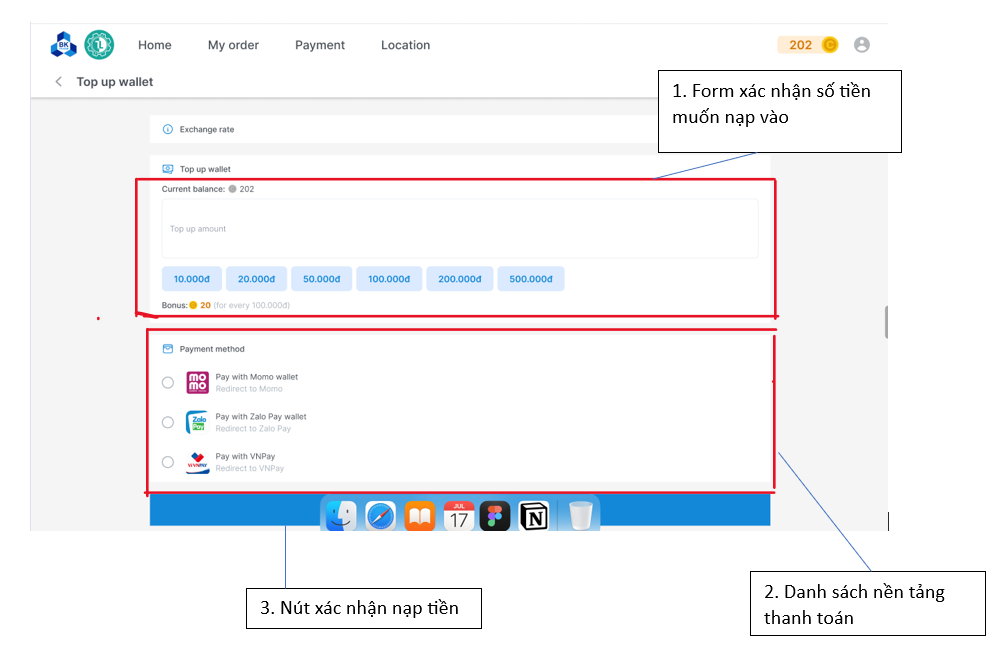 BK
Home My order Payment Location 202
Top up wallet
1. Form xác nhận số tiền
muốn nạp vào
Exchange rate
Top up wallet
Current balance: 202
Top up amount
10.000đ 20.000đ 50.000đ 100.000đ 200.000đ 500.000đ
Bonus: 20 (for every 100.000đ)
Payment method
mo
mo
Pay with Momo wallet
Redirect to Momo
Zalo
Pay
Pay with Zalo Pay wallet
Redirect to Zalo Pay
VNPAY
Pay with VNPay
Redirect to VNPay
JUL
17
N
2. Danh sách nền tảng
thanh toán
3. Nút xác nhận nạp tiền